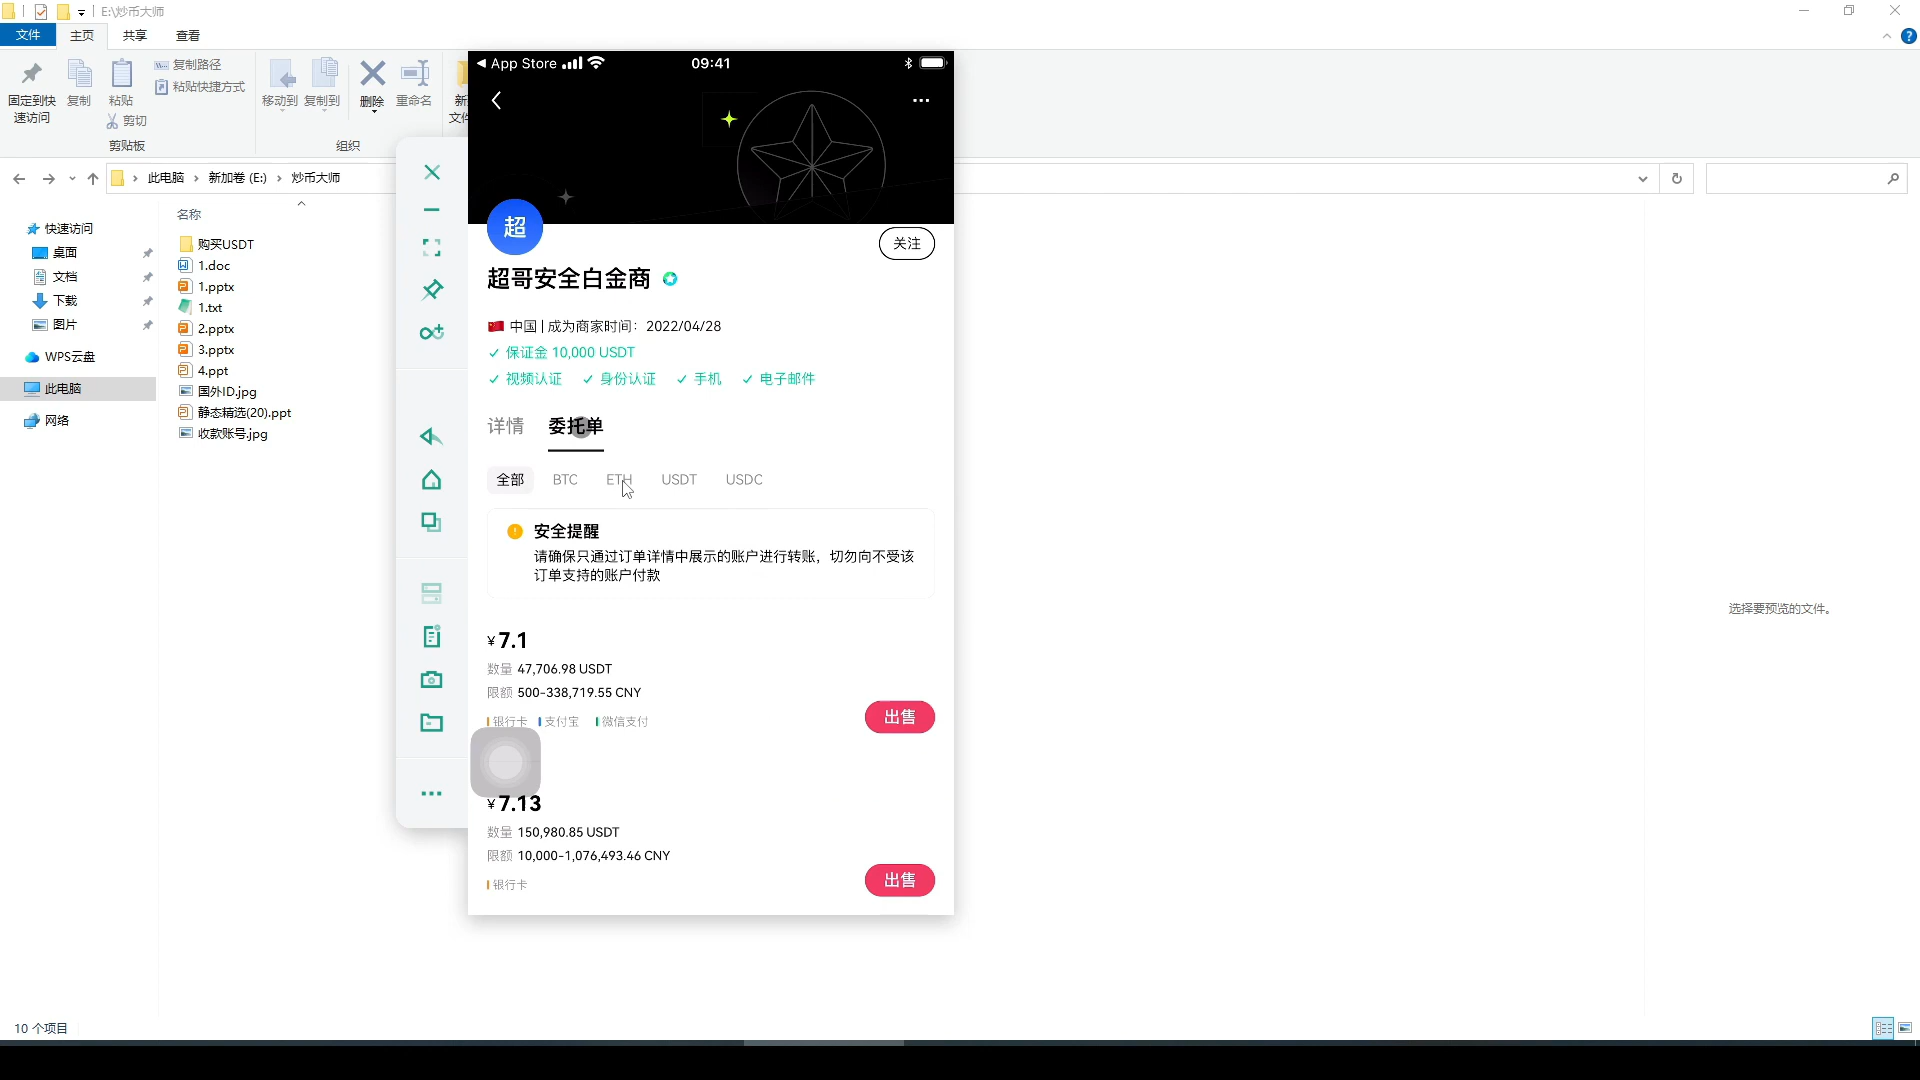 E:\炒币大师
文件 主页 共享 查看
固定到快
速访问
复制
粘贴
复制路径
粘贴快捷方式
剪切
剪贴板
移动到
复制到
删除
重命名
组织
新
文件
此电脑 › 新加卷 (E:) › 炒币大师
快速访问
桌面
文档
下载
图片
WPS云盘
此电脑
网络
名称
购买USDT
1.doc
1.pptx
1.txt
2.pptx
3.pptx
4.ppt
国外ID.jpg
静态精选(20).ppt
收款账号.jpg
App Store 09:41
超
关注
超哥安全白金商
中国 | 成为商家时间：2022/04/28
保证金 10,000 USDT
视频认证 身份认证 手机 电子邮件
详情 委托单
全部 BTC ETH USDT USDC
安全提醒
请确保只通过订单详情中展示的账户进行转账，切勿向不受该
订单支持的账户付款
¥ 7.1
数量 47,706.98 USDT
限额 500-338,719.55 CNY
银行卡 支付宝 微信支付
出售
¥ 7.13
数量 150,980.85 USDT
限额 10,000-1,076,493.46 CNY
银行卡
出售
选择要预览的文件。
10 个项目